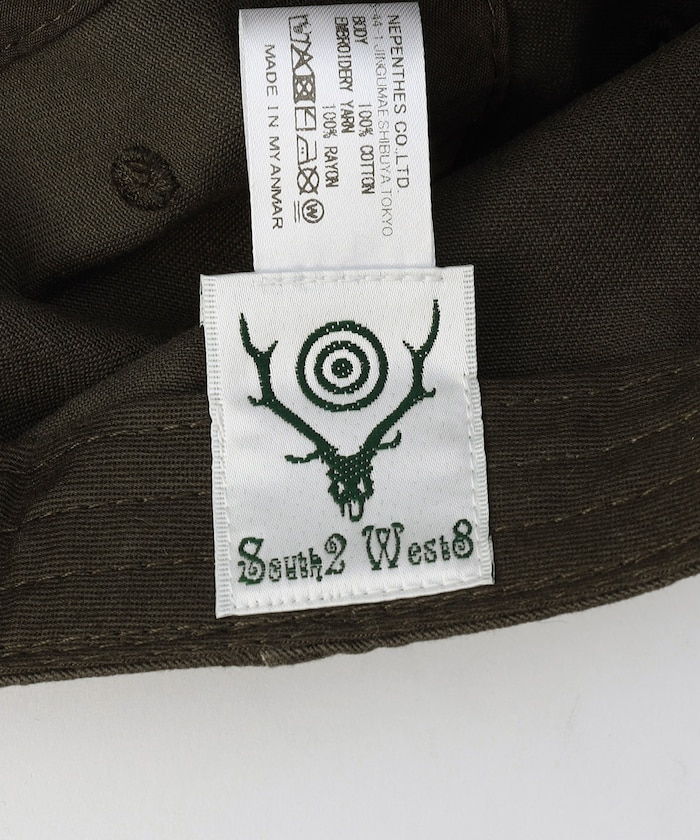 NEPENTHES CO.,LTD.
-44-1 JINGUMAE SHIBUYA TOKYO
BODY 100% COTTON
EMBROIDERY YARN
100% RAYON
MADE IN MYANMAR
South2 West8